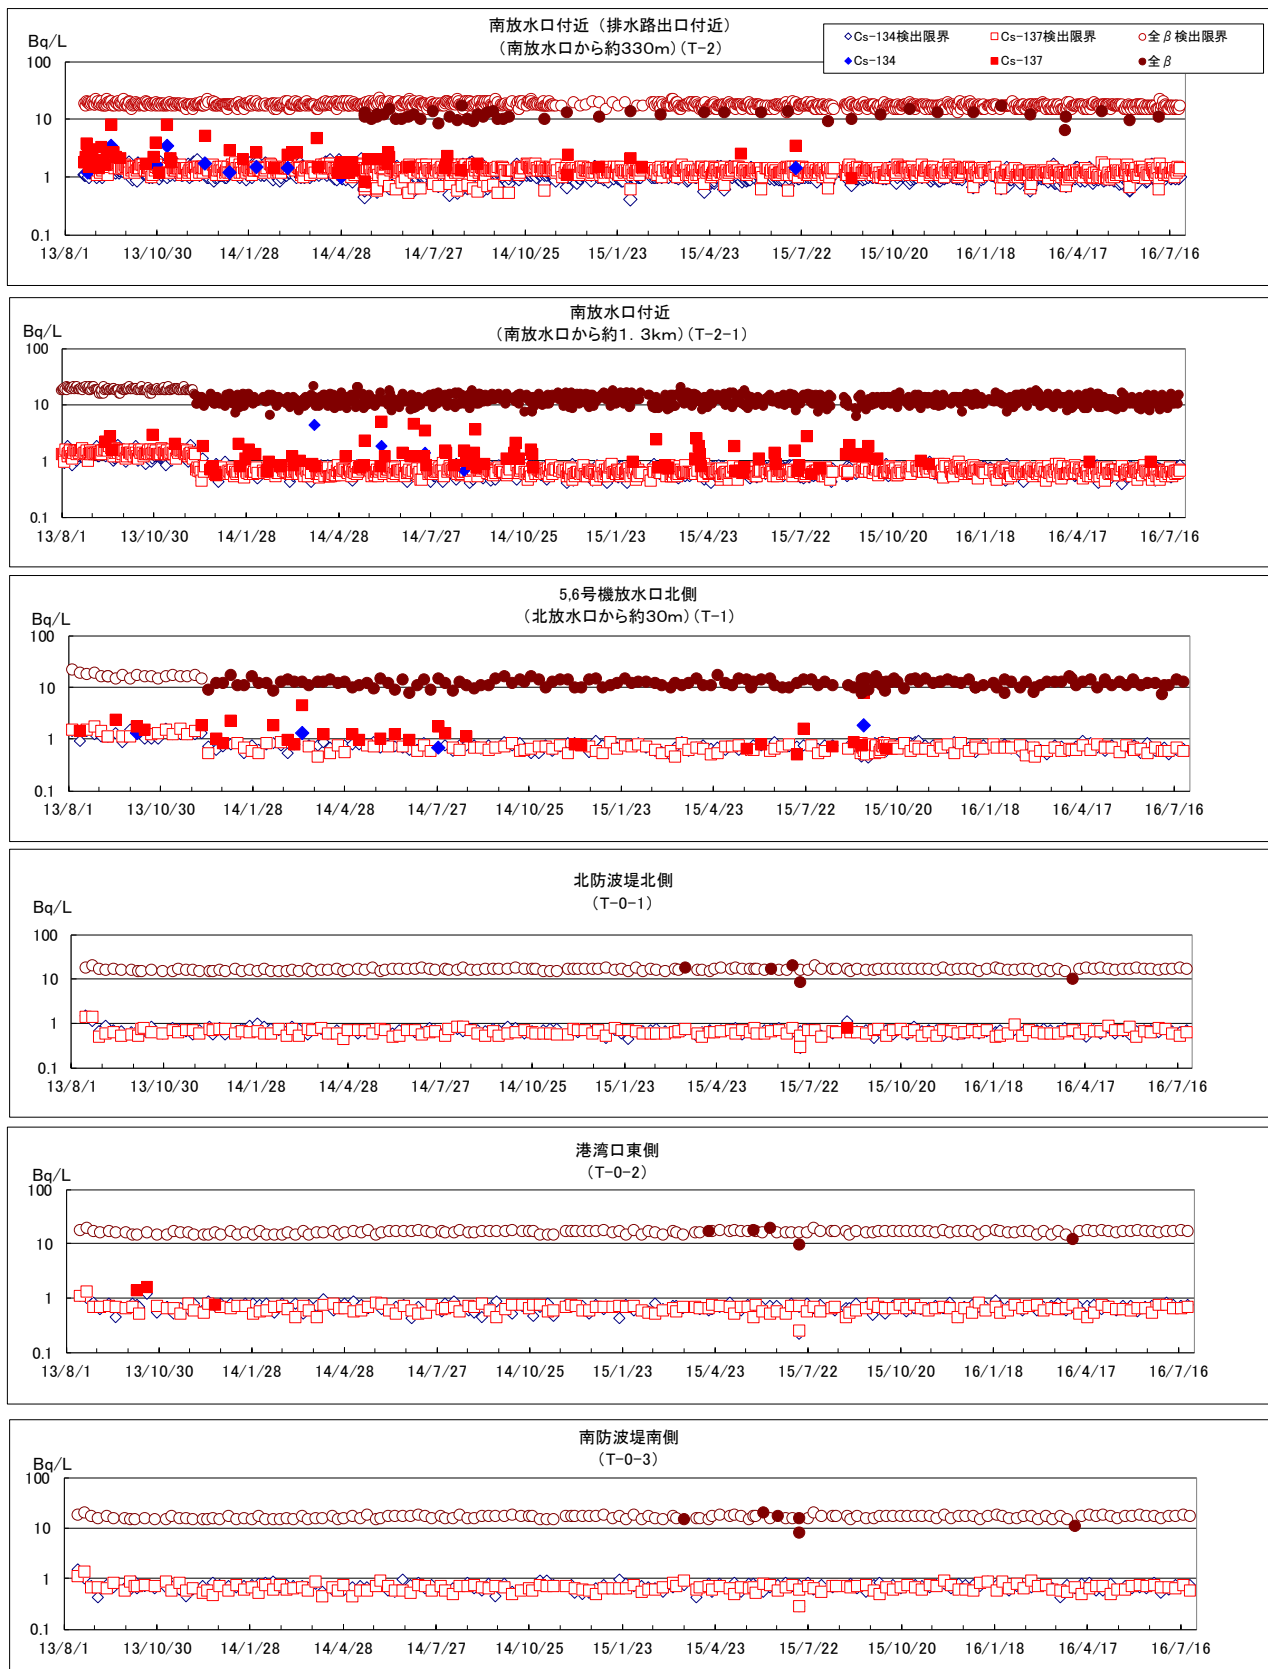 南放水口付近（排水路出口付近）
（南放水口から約330m）（T-2）
Bq/L
◇Cs-134検出限界 □Cs-137検出限界 ○全β検出限界
◆Cs-134 ■Cs-137 ●全β
100
10
1
0.1
13/8/1 13/10/30 14/1/28 14/4/28 14/7/27 14/10/25 15/1/23 15/4/23 15/7/22 15/10/20 16/1/18 16/4/17 16/7/16
南放水口付近
（南放水口から約1．3km）（T-2-1）
Bq/L
100
10
1
0.1
13/8/1 13/10/30 14/1/28 14/4/28 14/7/27 14/10/25 15/1/23 15/4/23 15/7/22 15/10/20 16/1/18 16/4/17 16/7/16
5,6号機放水口北側
（北放水口から約30m）（T-1）
Bq/L
100
10
1
0.1
13/8/1 13/10/30 14/1/28 14/4/28 14/7/27 14/10/25 15/1/23 15/4/23 15/7/22 15/10/20 16/1/18 16/4/17 16/7/16
北防波堤北側
（T-0-1）
Bq/L
100
10
1
0.1
13/8/1 13/10/30 14/1/28 14/4/28 14/7/27 14/10/25 15/1/23 15/4/23 15/7/22 15/10/20 16/1/18 16/4/17 16/7/16
港湾口東側
（T-0-2）
Bq/L
100
10
1
0.1
13/8/1 13/10/30 14/1/28 14/4/28 14/7/27 14/10/25 15/1/23 15/4/23 15/7/22 15/10/20 16/1/18 16/4/17 16/7/16
南防波堤南側
（T-0-3）
Bq/L
100
10
1
0.1
13/8/1 13/10/30 14/1/28 14/4/28 14/7/27 14/10/25 15/1/23 15/4/23 15/7/22 15/10/20 16/1/18 16/4/17 16/7/16